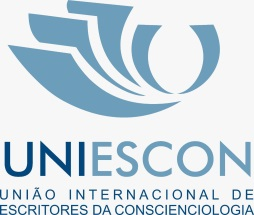 UNIESCON
UNIÃO INTERNACIONAL DE
ESCRITORES DA CONSCIENCIOLOGIA